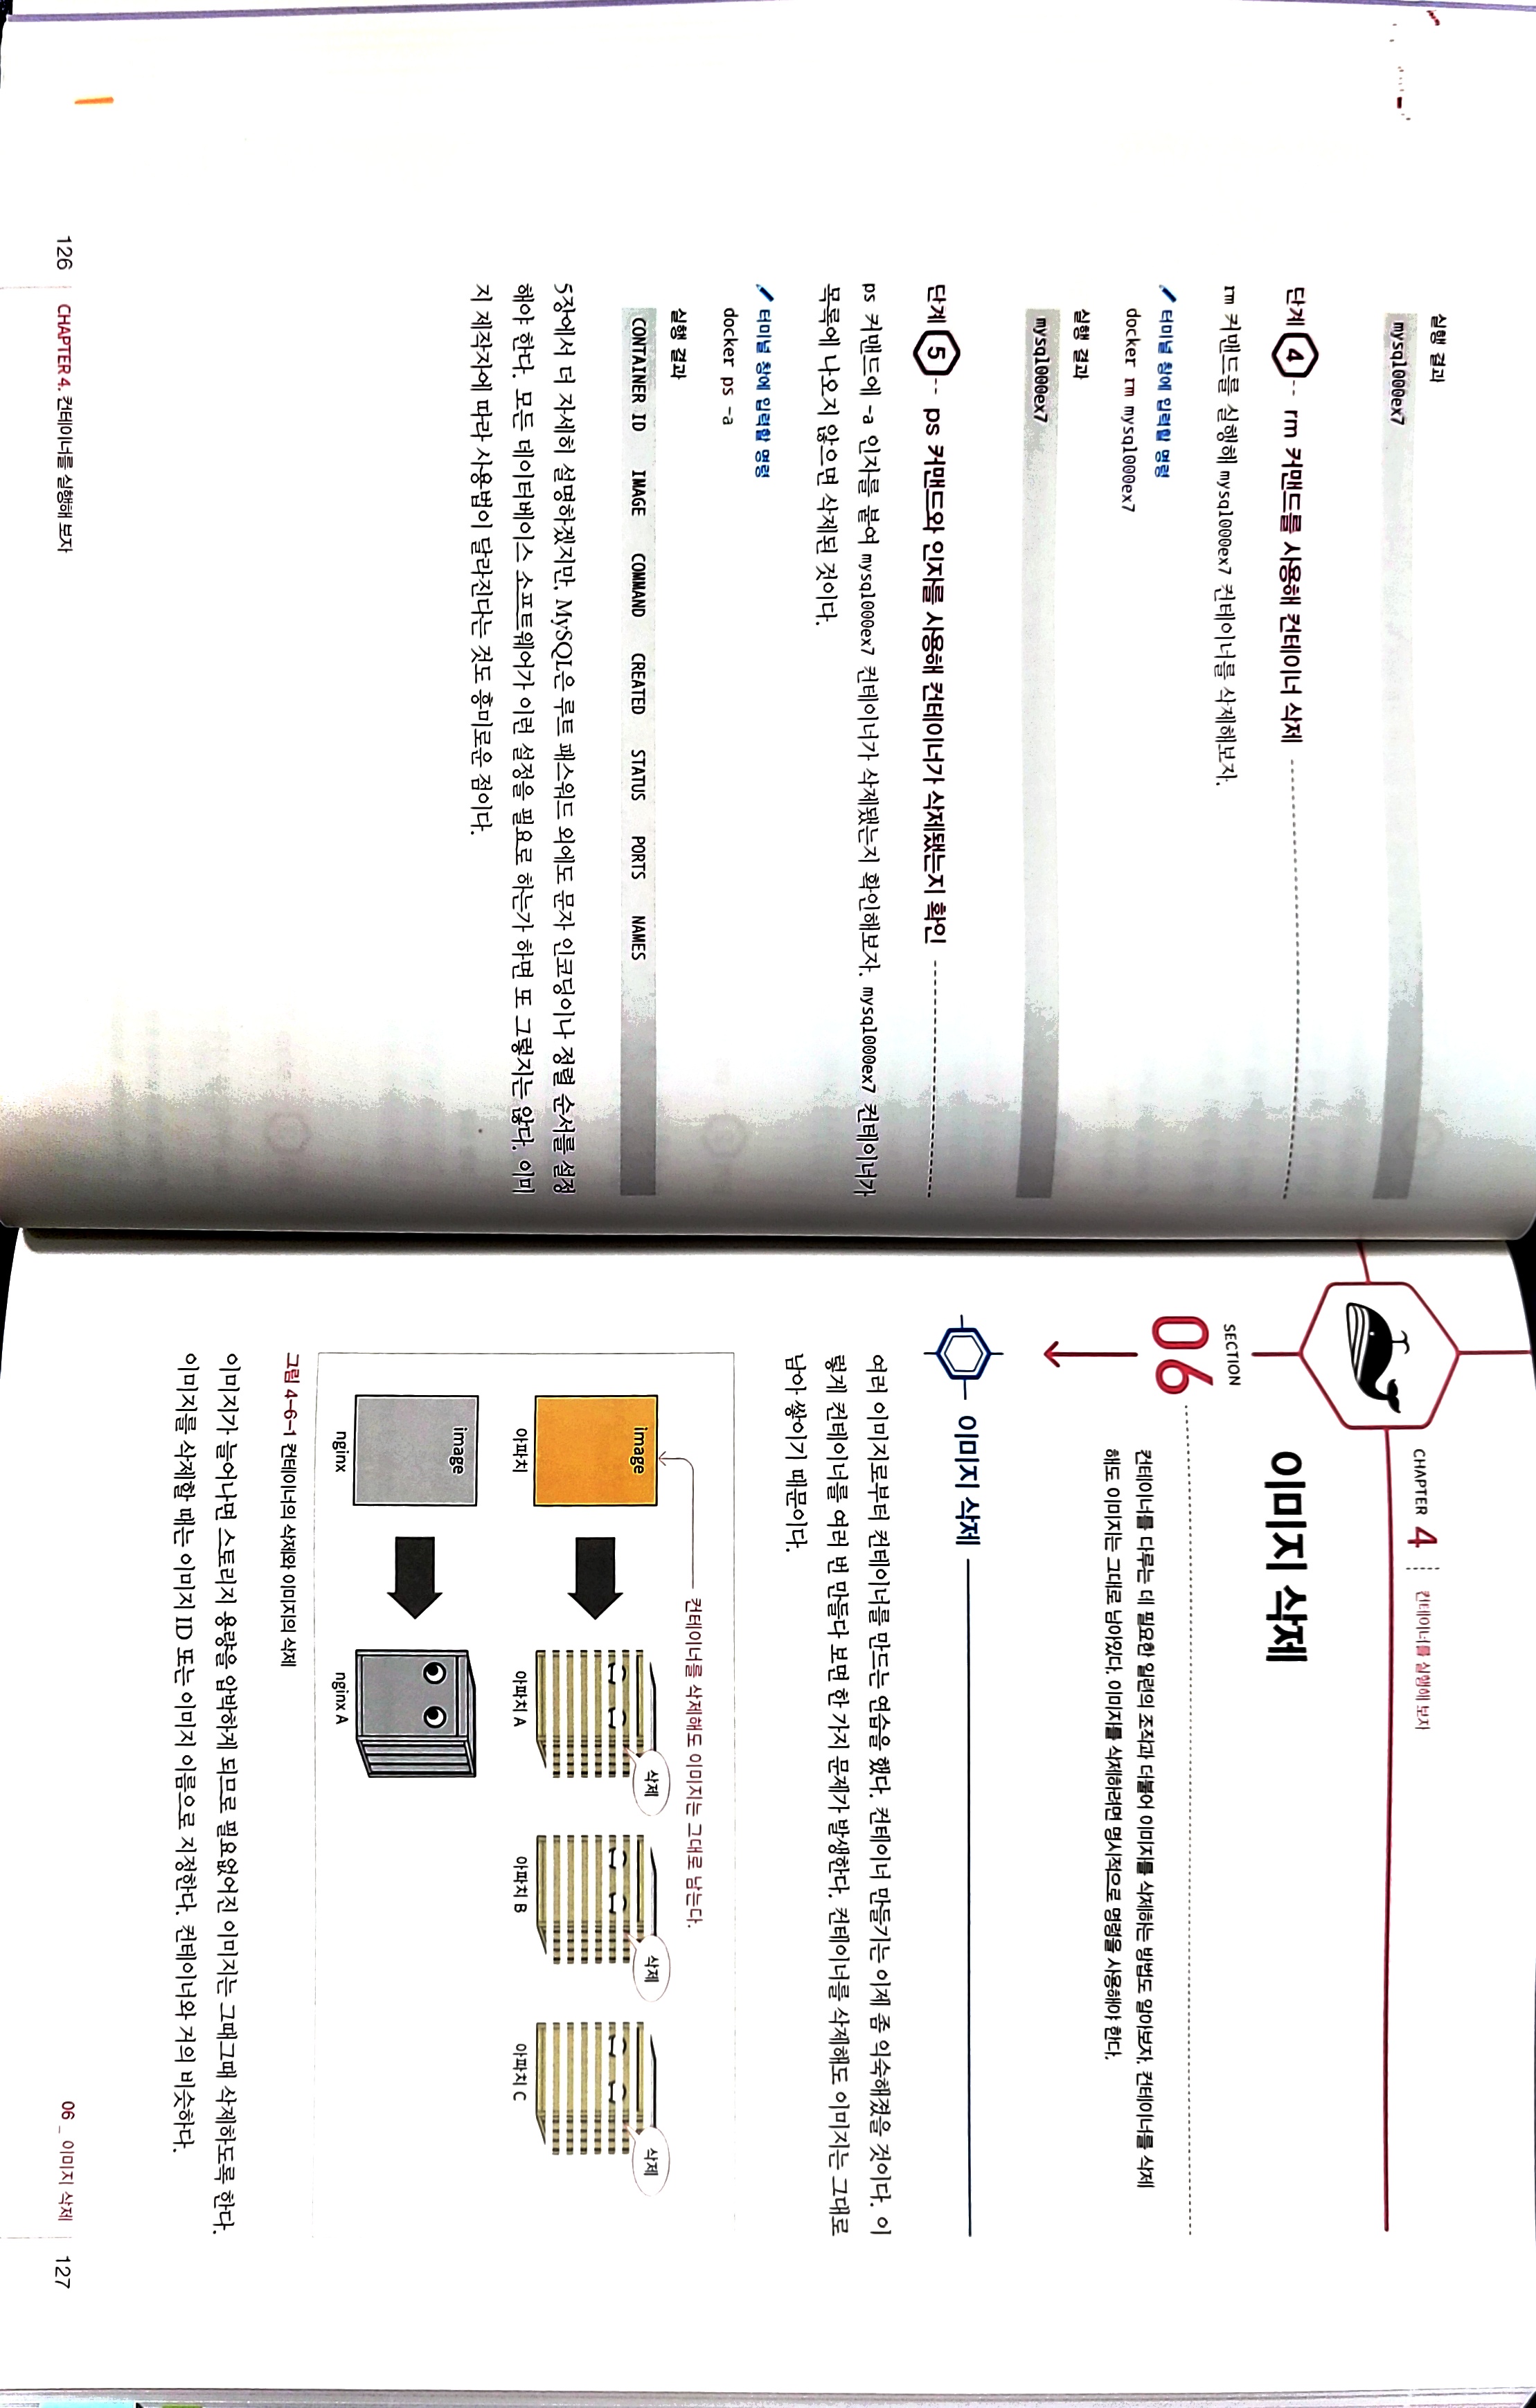 실행 결과
mysql000ex7
단계 4 rm 커맨드를 사용해 컨테이너 삭제
rm 커맨드를 실행해 mysql000ex7 컨테이너를 삭제해보자.
터미널 창에 입력할 명령
docker rm mysql000ex7
실행 결과
mysql000ex7
단계 5 ps 커맨드와 인자를 사용해 컨테이너가 삭제됐는지 확인
ps 커맨드에 -a 인자를 붙여 mysql000ex7 컨테이너가 삭제됐는지 확인해보자. mysql000ex7 컨테이너가
목록에 나오지 않으면 삭제된 것이다.
터미널 창에 입력할 명령
docker ps -a
실행 결과
CONTAINER ID IMAGE COMMAND CREATED STATUS PORTS NAMES
5장에서 더 자세히 설명하겠지만, MySQL은 루트 패스워드 외에도 문자 인코딩이나 정렬 순서를 설정
해야 한다. 모든 데이터베이스 소프트웨어가 이런 설정을 필요로 하는가 하면 또 그렇지는 않다. 이미
지 제작자에 따라 사용법이 달라진다는 것도 흥미로운 점이다.
126 CHAPTER 4. 컨테이너를 실행해 보자
CHAPTER 4 컨테이너를 실행해 보자
이미지 삭제
SECTION
06
컨테이너를 다루는 데 필요한 일련의 조작과 더불어 이미지를 삭제하는 방법도 알아보자. 컨테이너를 삭제
해도 이미지는 그대로 남아있다. 이미지를 삭제하려면 명시적으로 명령을 사용해야 한다.
이미지 삭제
여러 이미지로부터 컨테이너를 만드는 연습을 했다. 컨테이너 만들기는 이제 좀 익숙해졌을 것이다. 이
렇게 컨테이너를 여러 번 만들다 보면 한 가지 문제가 발생한다. 컨테이너를 삭제해도 이미지는 그대로
남아 쌓이기 때문이다.
컨테이너를 삭제해도 이미지는 그대로 남는다.
image 삭제 삭제 삭제
아파치 아파치 A 아파치 B 아파치 C
image
nginx nginx A
그림 4-6-1 컨테이너의 삭제와 이미지의 삭제
이미지가 늘어나면 스토리지 용량을 압박하게 되므로 필요없어진 이미지는 그때그때 삭제하도록 한다.
이미지를 삭제할 때는 이미지 ID 또는 이미지 이름으로 지정한다. 컨테이너와 거의 비슷하다.
06 _ 이미지 삭제 127